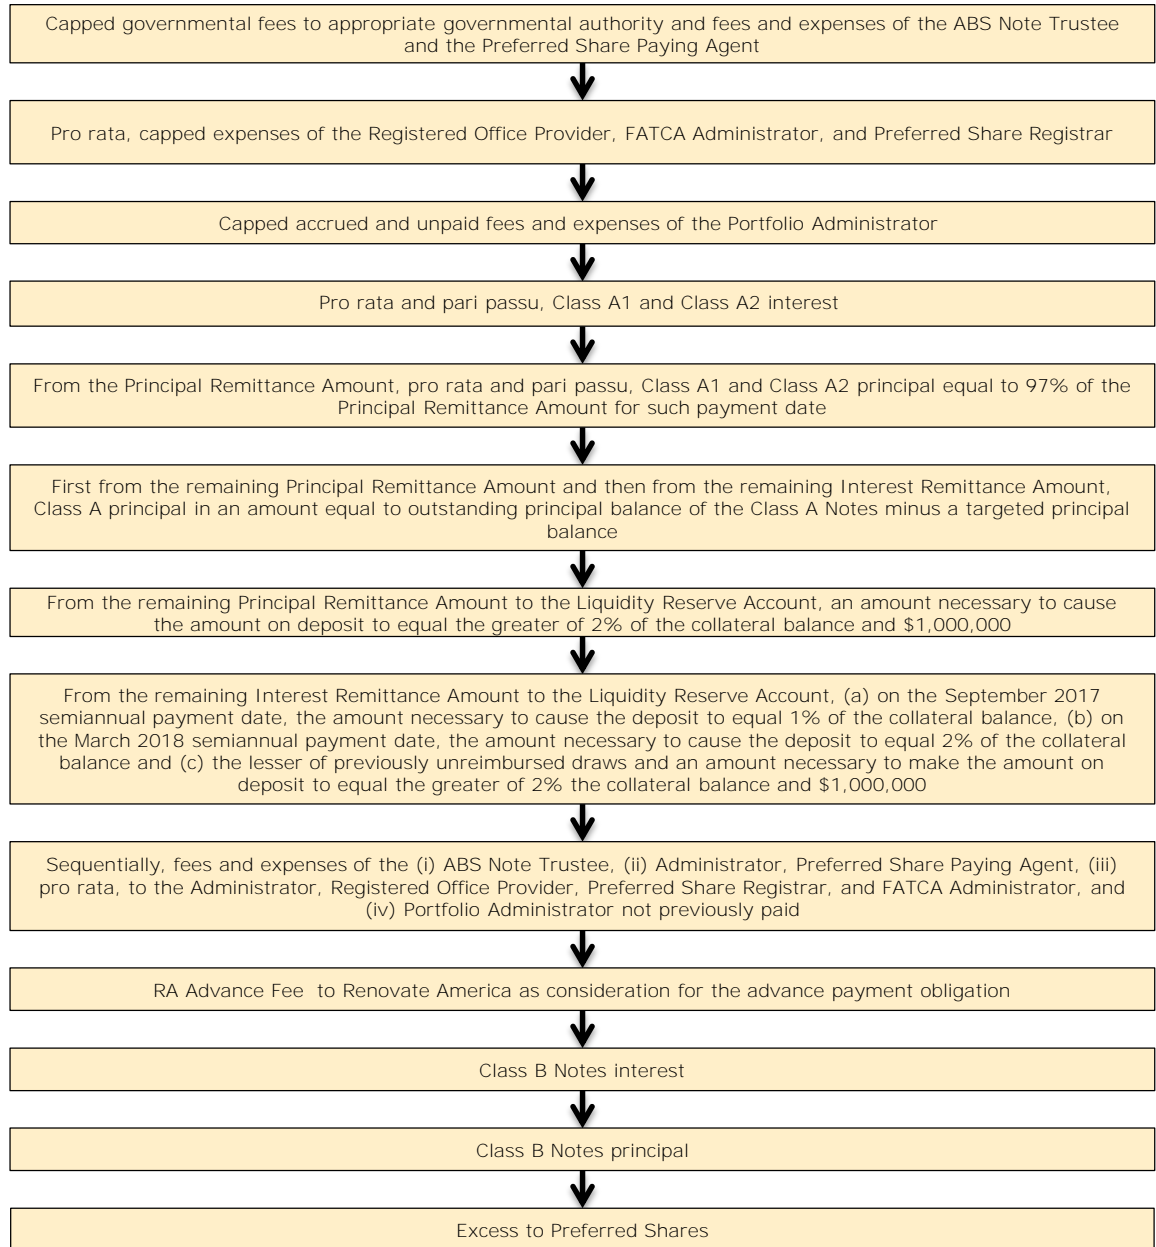 Capped governmental fees to appropriate governmental authority and fees and expenses of the ABS Note Trustee
and the Preferred Share Paying Agent
Pro rata, capped expenses of the Registered Office Provider, FATCA Administrator, and Preferred Share Registrar
Capped accrued and unpaid fees and expenses of the Portfolio Administrator
Pro rata and pari passu, Class A1 and Class A2 interest
From the Principal Remittance Amount, pro rata and pari passu, Class A1 and Class A2 principal equal to 97% of the
Principal Remittance Amount for such payment date
First from the remaining Principal Remittance Amount and then from the remaining Interest Remittance Amount,
Class A principal in an amount equal to outstanding principal balance of the Class A Notes minus a targeted principal
balance
From the remaining Principal Remittance Amount to the Liquidity Reserve Account, an amount necessary to cause
the amount on deposit to equal the greater of 2% of the collateral balance and $1,000,000
From the remaining Interest Remittance Amount to the Liquidity Reserve Account, (a) on the September 2017
semiannual payment date, the amount necessary to cause the deposit to equal 1% of the collateral balance, (b) on
the March 2018 semiannual payment date, the amount necessary to cause the deposit to equal 2% of the collateral
balance and (c) the lesser of previously unreimbursed draws and an amount necessary to make the amount on
deposit to equal the greater of 2% the collateral balance and $1,000,000
Sequentially, fees and expenses of the (i) ABS Note Trustee, (ii) Administrator, Preferred Share Paying Agent, (iii)
pro rata, to the Administrator, Registered Office Provider, Preferred Share Registrar, and FATCA Administrator, and
(iv) Portfolio Administrator not previously paid
RA Advance Fee to Renovate America as consideration for the advance payment obligation
Class B Notes interest
Class B Notes principal
Excess to Preferred Shares